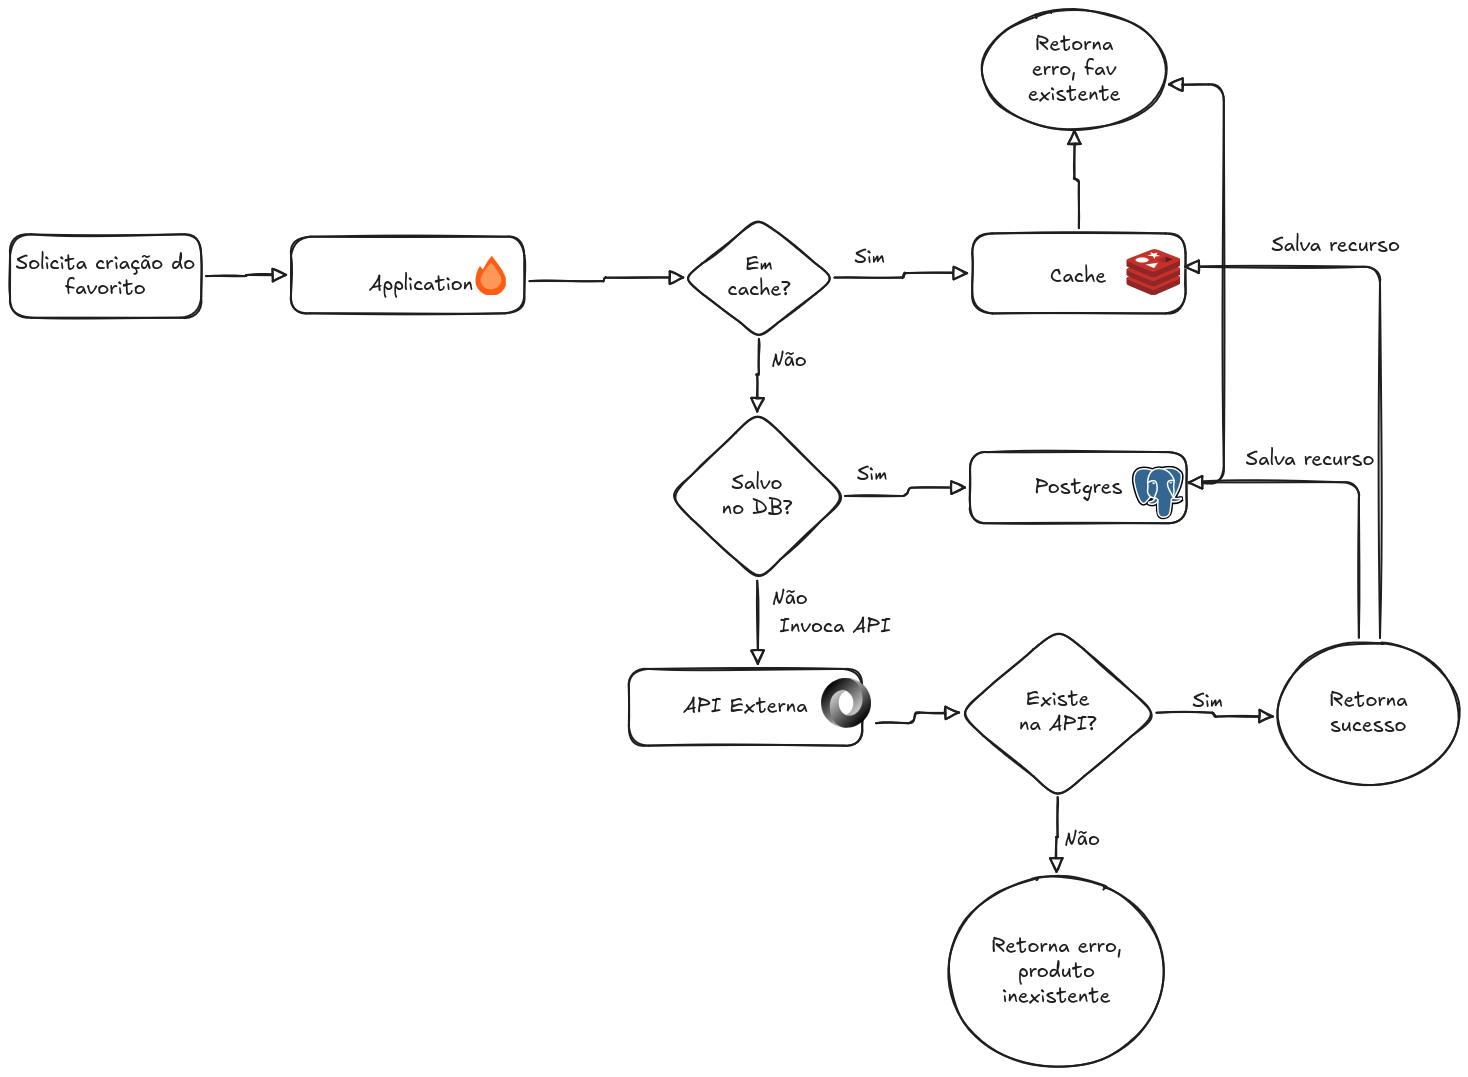 Retorna
erro, fav
existente
Solicita criação do
favorito
Application
Em
cache?
Sim
Cache
Salva recurso
Não
Salvo
no DB?
Sim
Postgres
Salva recurso
Não
Invoca API
API Externa
Existe
na API?
Sim
Retorna
sucesso
Não
Retorna erro,
produto
inexistente